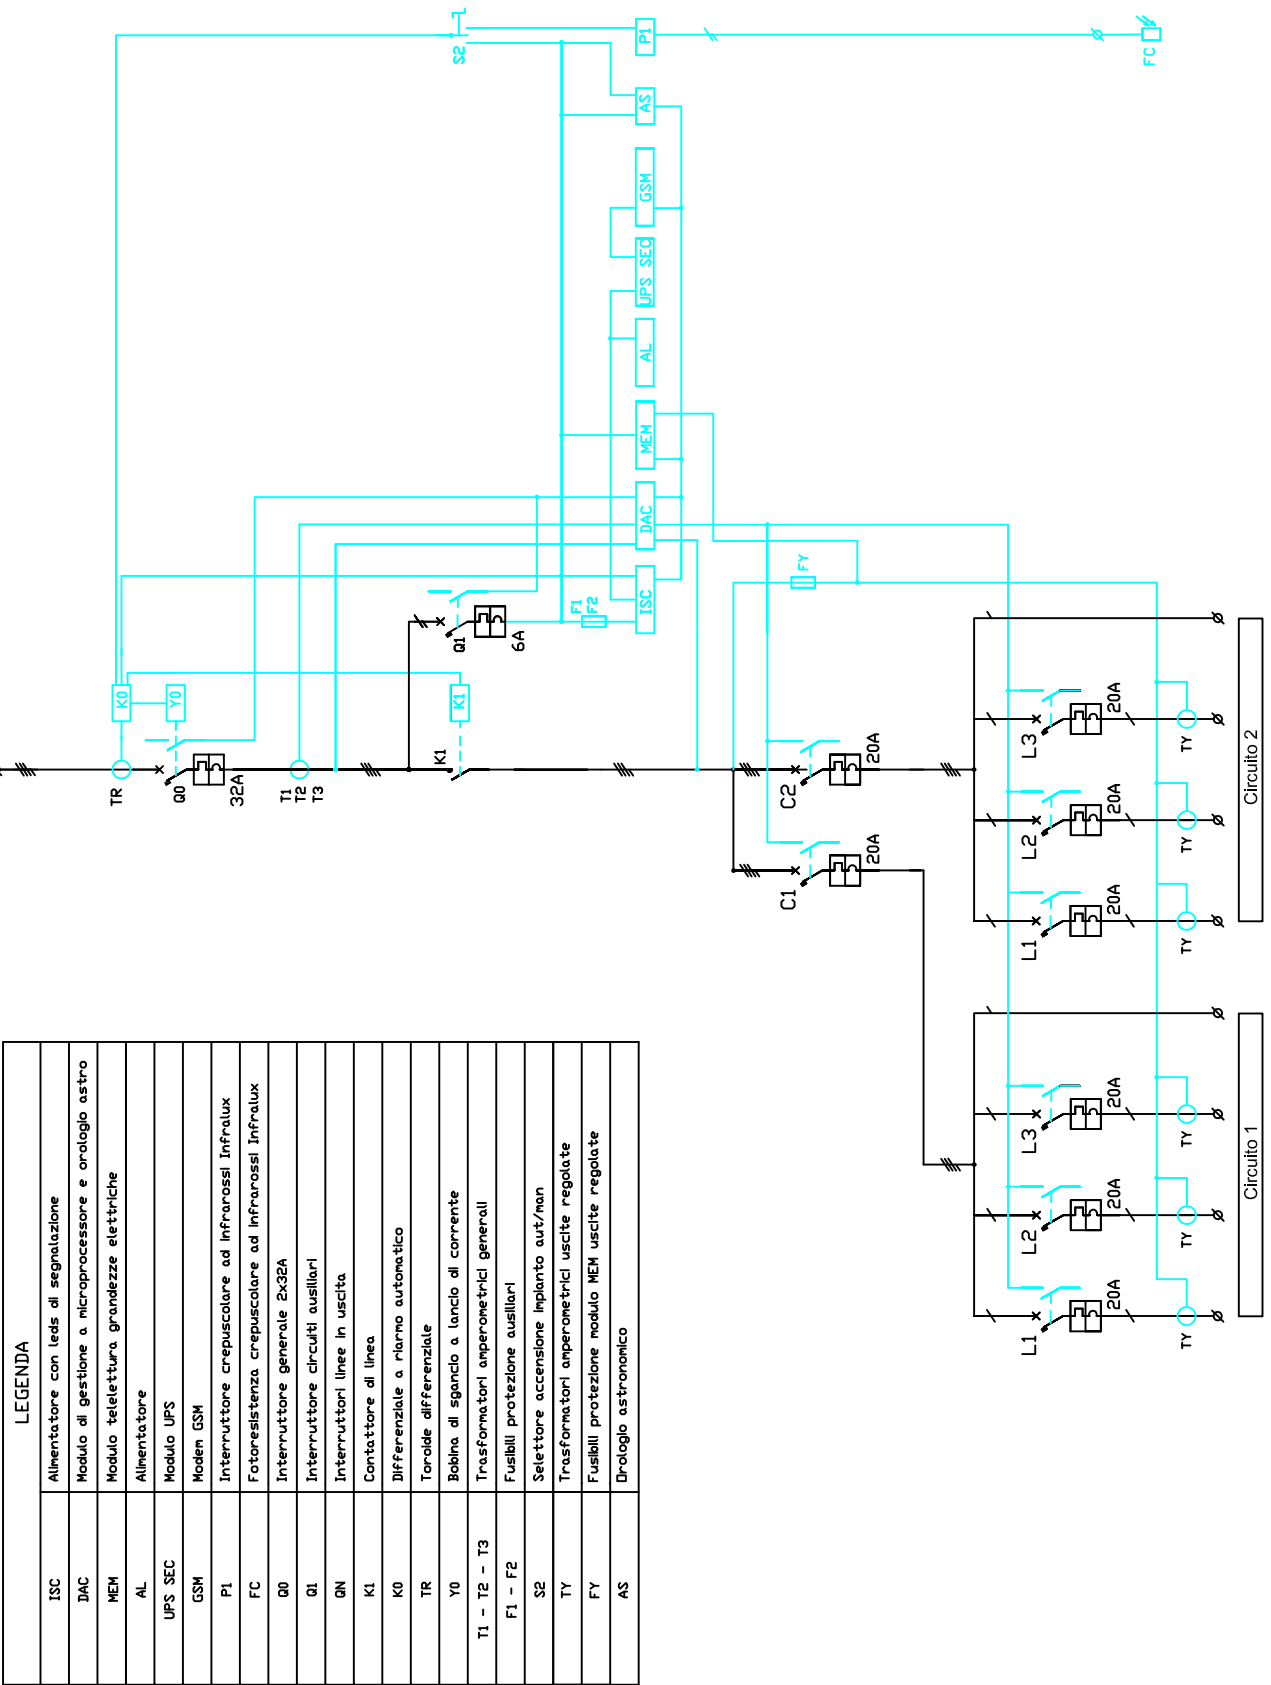 LEGENDA
ISC Alimentatore con leds di segnalazione
DAC Modulo di gestione a microprocessore e orologio astro
MEM Modulo telelettura grandezze elettriche
AL Alimentatore
UPS SEC Modulo UPS
GSM Modem GSM
P1 Interruttore crepuscolare ad infrarossi Infralux
FC Fotoresistenza crepuscolare ad infrarossi Infralux
Q0 Interruttore generale 2x32A
Q1 Interruttore circuiti ausiliari
QN Interruttori linee in uscita
K1 Contattore di linea
K0 Differenziale a riarmo automatico
TR Toroide differenziale
Y0 Bobina di sgancio a lancio di corrente
T1 - T2 - T3 Trasformatori amperometrici generali
F1 - F2 Fusibili protezione ausiliari
S2 Selettore accensione impianto aut/man
TY Trasformatori amperometrici uscite regolate
FY Fusibili protezione modulo MEM uscite regolate
AS Orologio astronomico
TR
K0
Y0
Q0
32A
T1
T2
T3
K1
K1
Q1
6A
S2
F1
F2
ISC
DAC
MEM
AL
UPS SEC
GSM
AS
P1
FC
FY
C1
20A
C2
20A
L1
20A
TY
L2
20A
TY
L3
20A
TY
Circuito 1
L1
20A
TY
L2
20A
TY
L3
20A
TY
Circuito 2